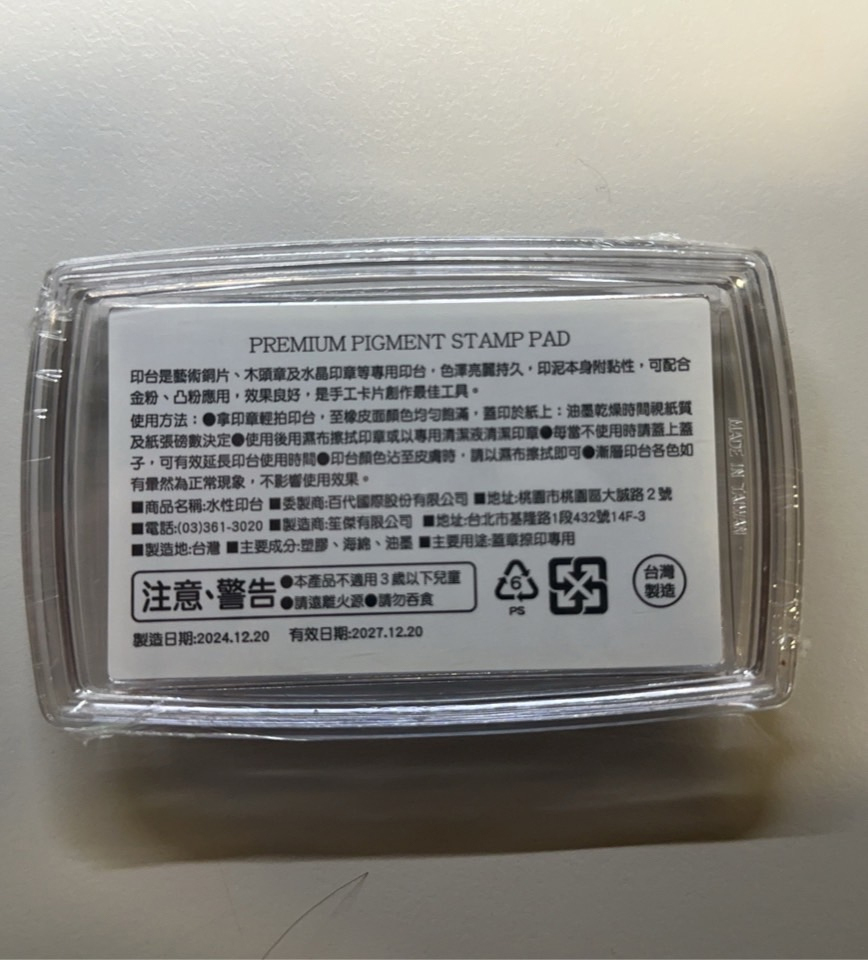 PREMIUM PIGMENT STAMP PAD
印台是藝術銅片、木頭章及水晶印章等專用印台，色澤亮麗持久，印泥本身附黏性，可配合
金粉、凸粉應用，效果良好，是手工卡片創作最佳工具。
使用方法：●拿印章輕拍印台，至橡皮面顏色均勻飽滿，蓋印於紙上：油墨乾燥時間視紙質
及紙張磅數決定●使用後用濕布擦拭印章或以專用清潔液清潔印章●每當不使用時請蓋上蓋
子，可有效延長印台使用時間●印台顏色沾至皮膚時，請以濕布擦拭即可●漸層印台各色如
有暈然為正常現象，不影響使用效果。
■商品名稱:水性印台 ■委製商:百代國際股份有限公司 ■地址:桃園市桃園區大誠路２號
■電話:(03)361-3020 ■製造商:笙傑有限公司 ■地址:台北市基隆路1段432號14F-3
■製造地:台灣 ■主要成分:塑膠、海綿、油墨 ■主要用途:蓋章捺印專用
注意、警告 ●本產品不適用３歲以下兒童
●請遠離火源●請勿吞食
6
PS
台灣
製造
製造日期:2024.12.20 有效日期:2027.12.20
MADE IN TAIWAN